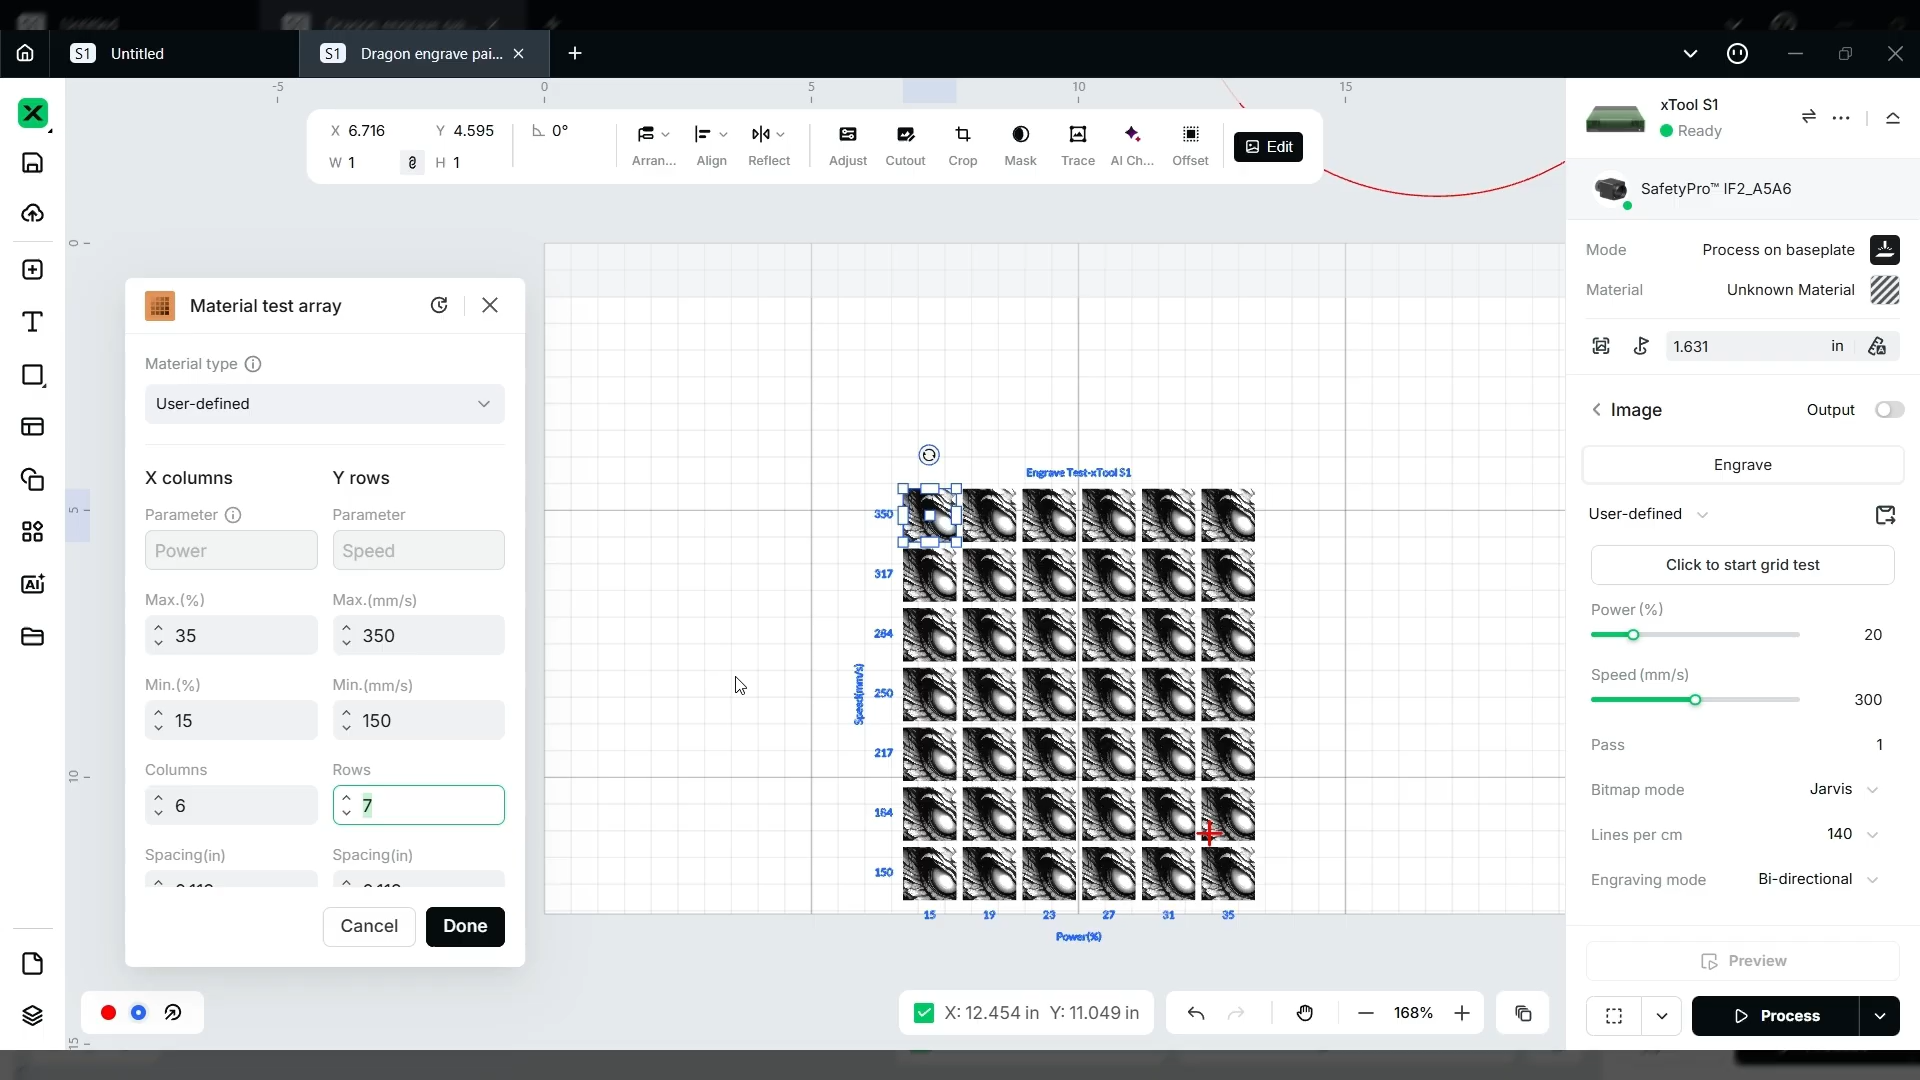 S1 Untitled
S1 Dragon engrave pai...
-5 0 5 10 15
X 6.716 Y 4.595 0°
W 1 H 1
Arran... Align Reflect Adjust Cutout Crop Mask Trace AI Ch... Offset
Edit
xTool S1
Ready
SafetyPro™ IF2_A5A6
Mode Process on baseplate
Material Unknown Material
1.631 in
Image Output
Engrave
User-defined
Click to start grid test
Power (%)
20
Speed (mm/s)
300
Pass 1
Bitmap mode Jarvis
Lines per cm 140
Engraving mode Bi-directional
Preview
Process
0
5
10
15
Material test array
Material type
User-defined
X columns Y rows
Parameter Parameter
Power Speed
Max.(%) Max.(mm/s)
35 350
Min.(%) Min.(mm/s)
15 150
Columns Rows
6 7
Spacing(in) Spacing(in)
Cancel Done
Engrave Test-xTool S1
350
317
284
250
217
184
150
Speed(mm/s)
15 19 23 27 31 35
Power(%)
X: 12.454 in Y: 11.049 in
168%
T
AI